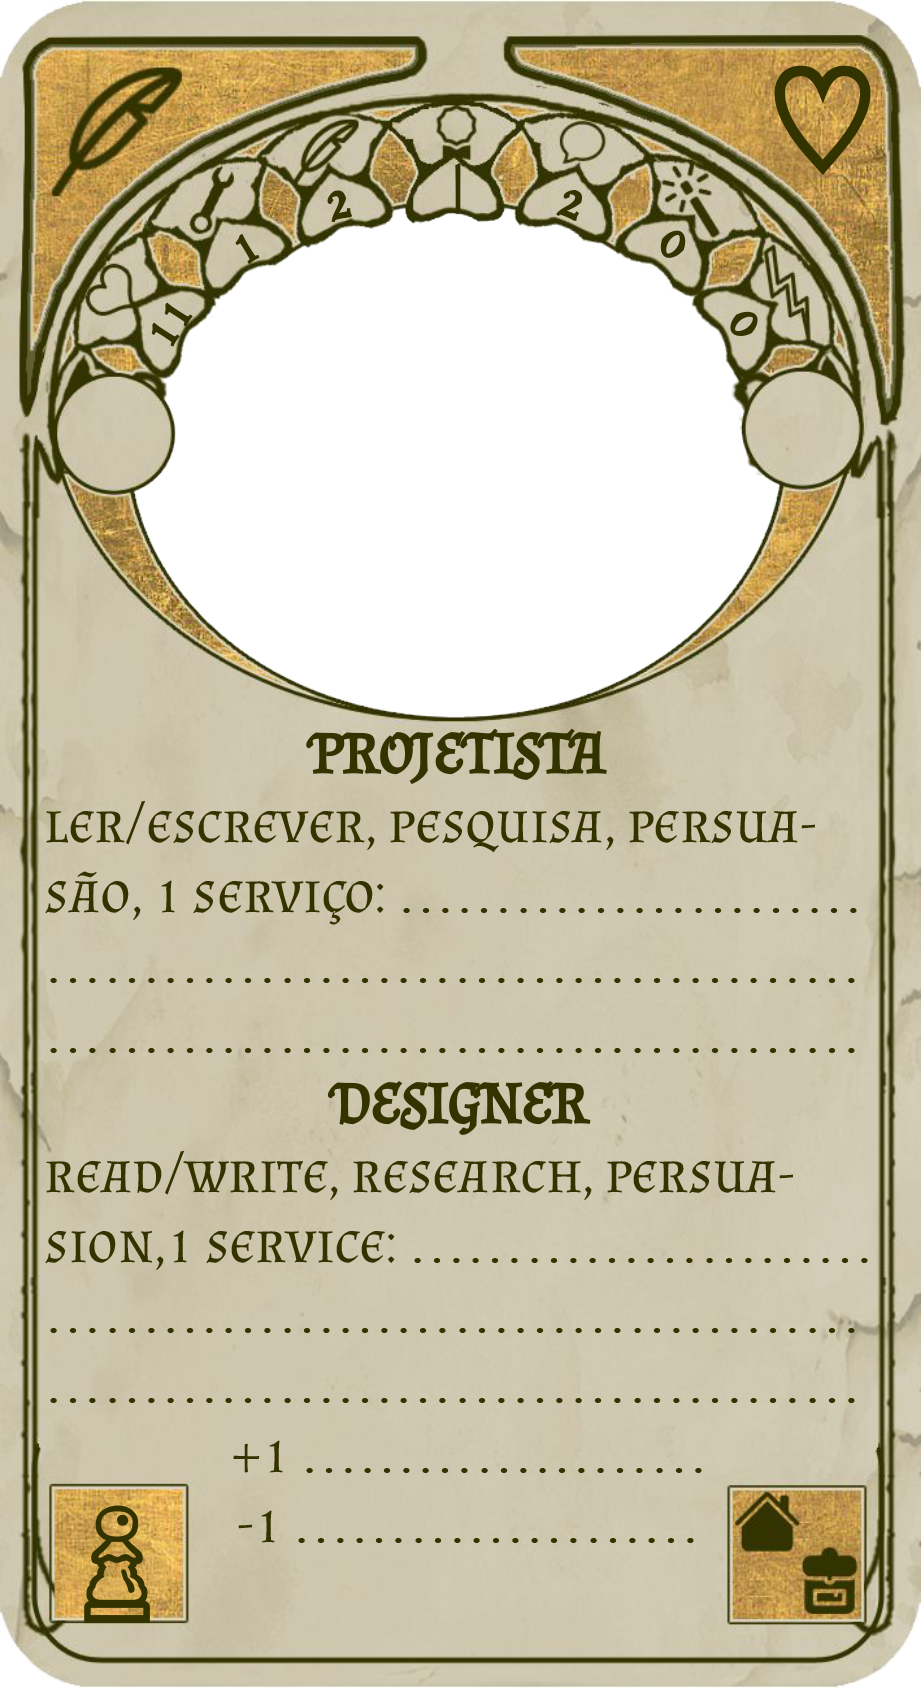 11 1 2 2 0 0
PROJETISTA
LER/ESCREVER, PESQUISA, PERSUA-
SÃO, 1 SERVIÇO: ........................
..........................................
..........................................
DESIGNER
READ/WRITE, RESEARCH, PERSUA-
SION,1 SERVICE: ........................
..........................................
..........................................
+1 .....................
-1 .....................